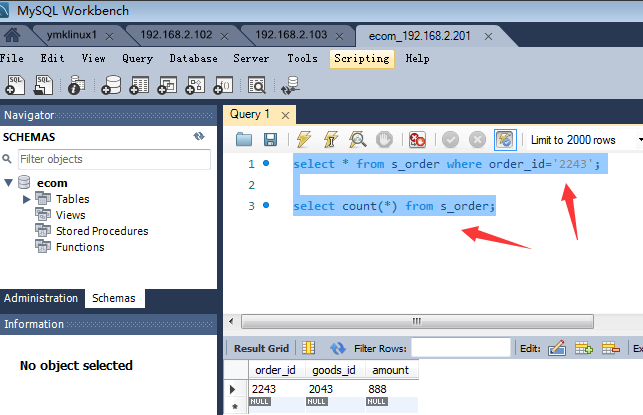 MySQL Workbench
ymklinux1 × 192.168.2.102 × 192.168.2.103 × ecom_192.168.2.201 ×
File Edit View Query Database Server Tools Scripting Help
Navigator
SCHEMAS
Filter objects
ecom
Tables
Views
Stored Procedures
Functions
Administration Schemas
Information
No object selected
Query 1 ×
Limit to 2000 rows
1 select * from s_order where order_id='2243';
2
3 select count(*) from s_order;
Result Grid Filter Rows: Edit: Ex
order_id goods_id amount
2243 2043 888
NULL NULL NULL